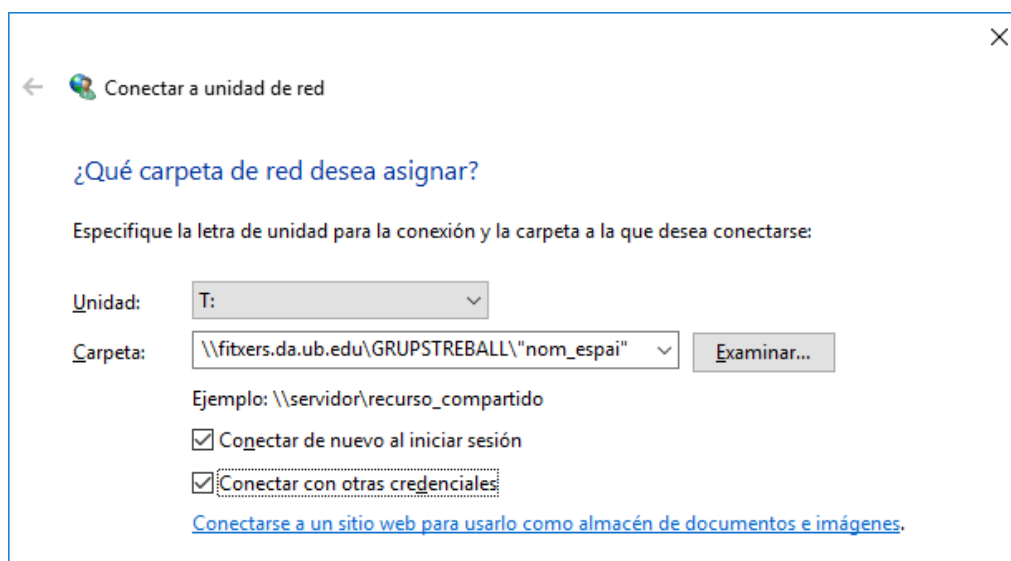 Conectar a unidad de red
¿Qué carpeta de red desea asignar?
Especifique la letra de unidad para la conexión y la carpeta a la que desea conectarse:
Unidad: T:
Carpeta: \\fitxers.da.ub.edu\GRUPSTREBALL\"nom_espai" Examinar...
Ejemplo: \\servidor\recurso_compartido
Conectar de nuevo al iniciar sesión
Conectar con otras credenciales
Conectarse a un sitio web para usarlo como almacén de documentos e imágenes.